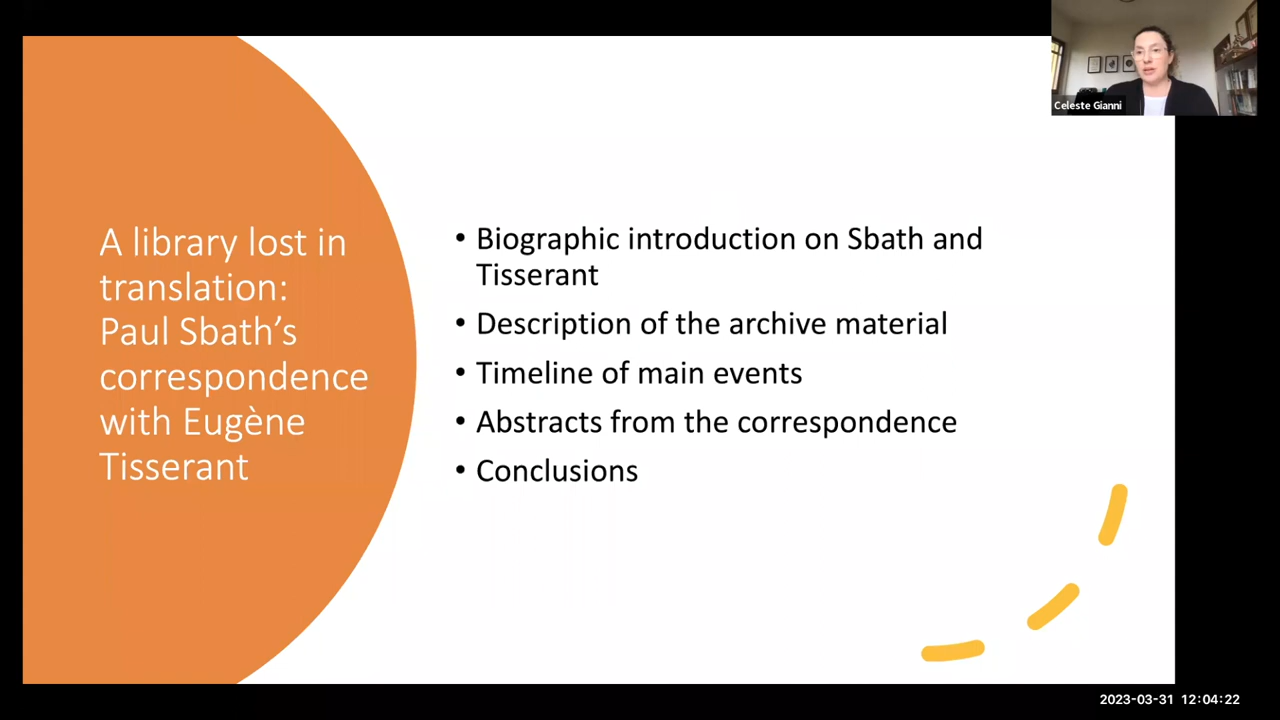 Celeste Gianni
A library lost in
translation:
Paul Sbath’s
correspondence
with Eugène
Tisserant
• Biographic introduction on Sbath and
Tisserant
• Description of the archive material
• Timeline of main events
• Abstracts from the correspondence
• Conclusions
2023-03-31 12:04:22